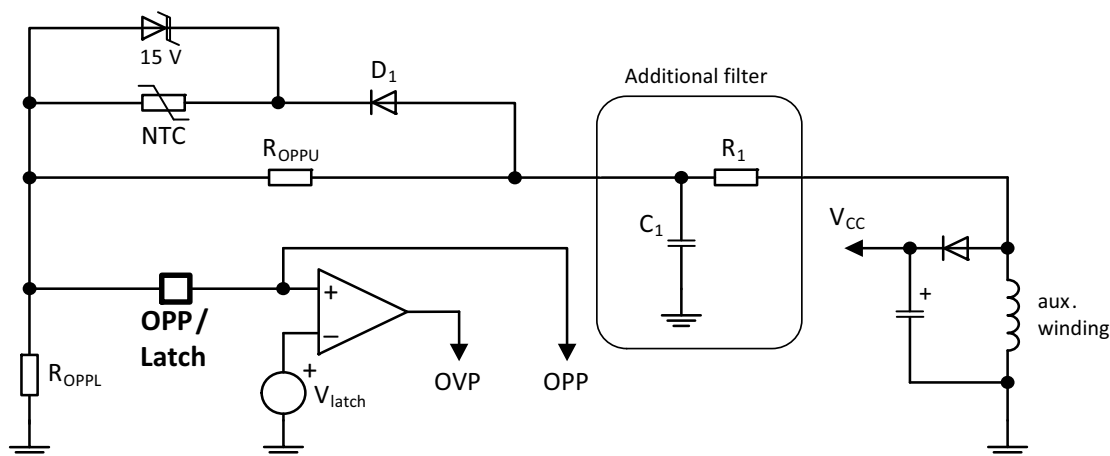 15 V
D1
Additional filter
NTC
ROPPU
R1
C1
VCC
+
aux.
winding
OPP/
Latch
+
−
+
Vlatch
OVP
OPP
ROPPL